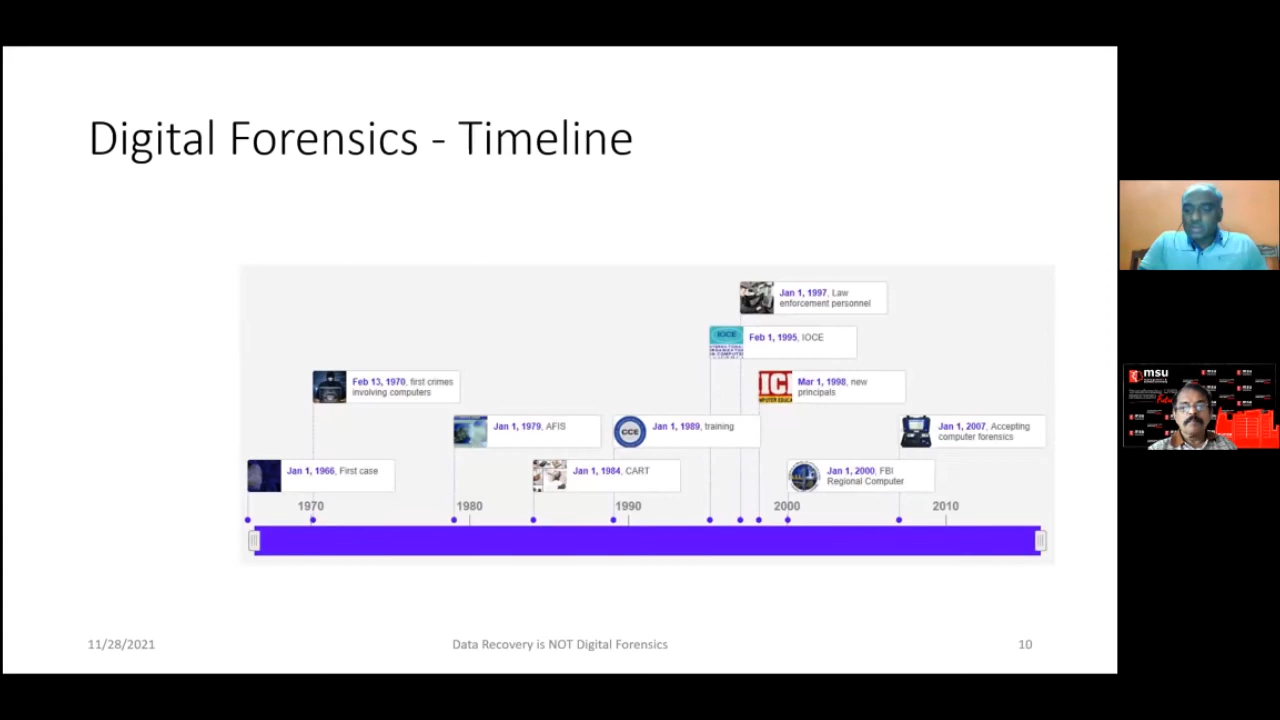 Digital Forensics - Timeline
Jan 1, 1997, Law
enforcement personnel
IOCE
Feb 1, 1995, IOCE
Feb 13, 1970, first crimes
involving computers
Mar 1, 1998, new
principals
Jan 1, 1979, AFIS
CCE
Jan 1, 1989, training
Jan 1, 2007, Accepting
computer forensics
Jan 1, 1966, First case
Jan 1, 1984, CART
Jan 1, 2000, FBI
Regional Computer
1970
1980
1990
2000
2010
11/28/2021
Data Recovery is NOT Digital Forensics
10
msu